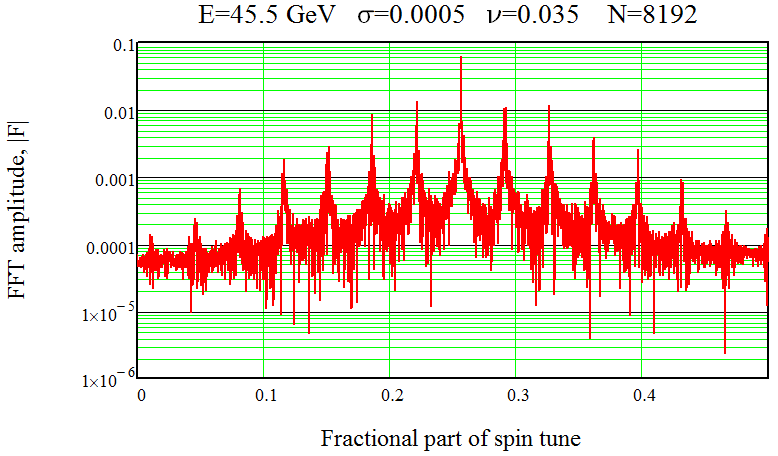 E=45.5 GeV σ=0.0005 ν=0.035 N=8192
FFT amplitude, |F|
0.1
0.01
0.001
0.0001
1×10⁻⁵
1×10⁻⁶
0 0.1 0.2 0.3 0.4
Fractional part of spin tune